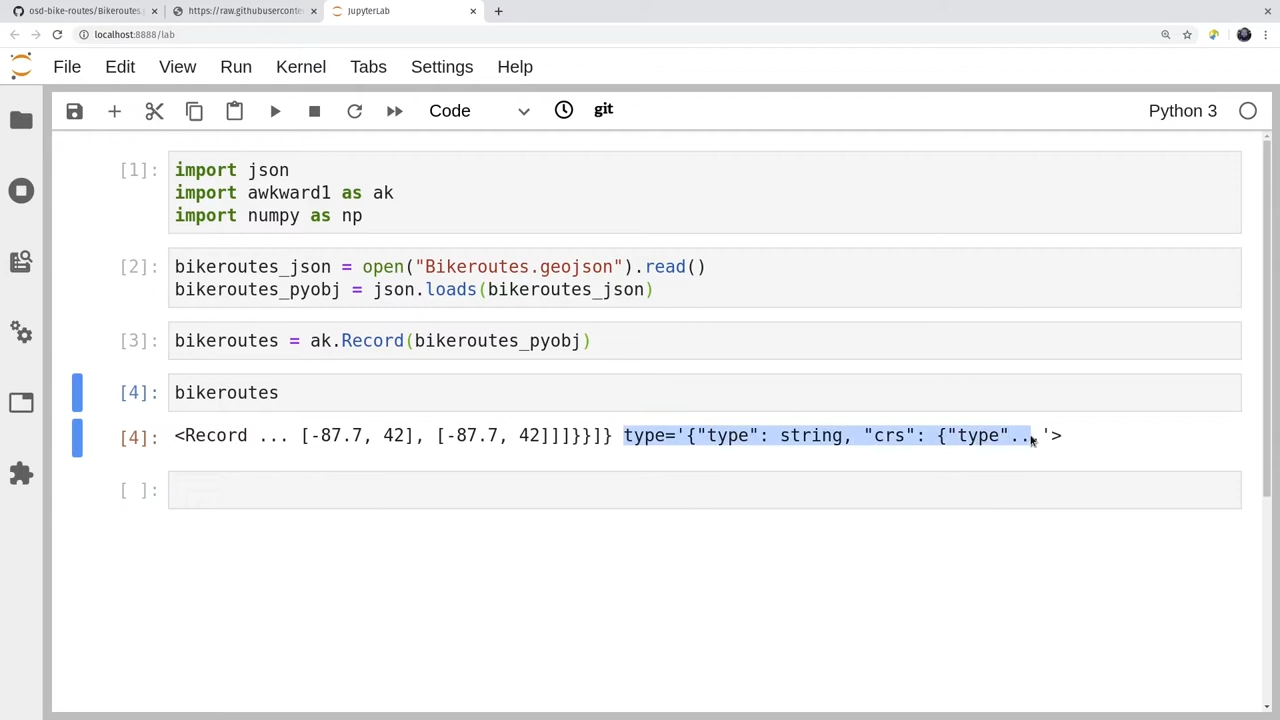 osd-bike-routes/Bikeroutes.
https://raw.githubuserconte
JupyterLab
localhost:8888/lab
File Edit View Run Kernel Tabs Settings Help
Code git Python 3
[1]: import json
import awkward1 as ak
import numpy as np
[2]: bikeroutes_json = open("Bikeroutes.geojson").read()
bikeroutes_pyobj = json.loads(bikeroutes_json)
[3]: bikeroutes = ak.Record(bikeroutes_pyobj)
[4]: bikeroutes
[4]: <Record ... [-87.7, 42], [-87.7, 42]]]}}]} type='{"type": string, "crs": {"type"...'>
[ ]: